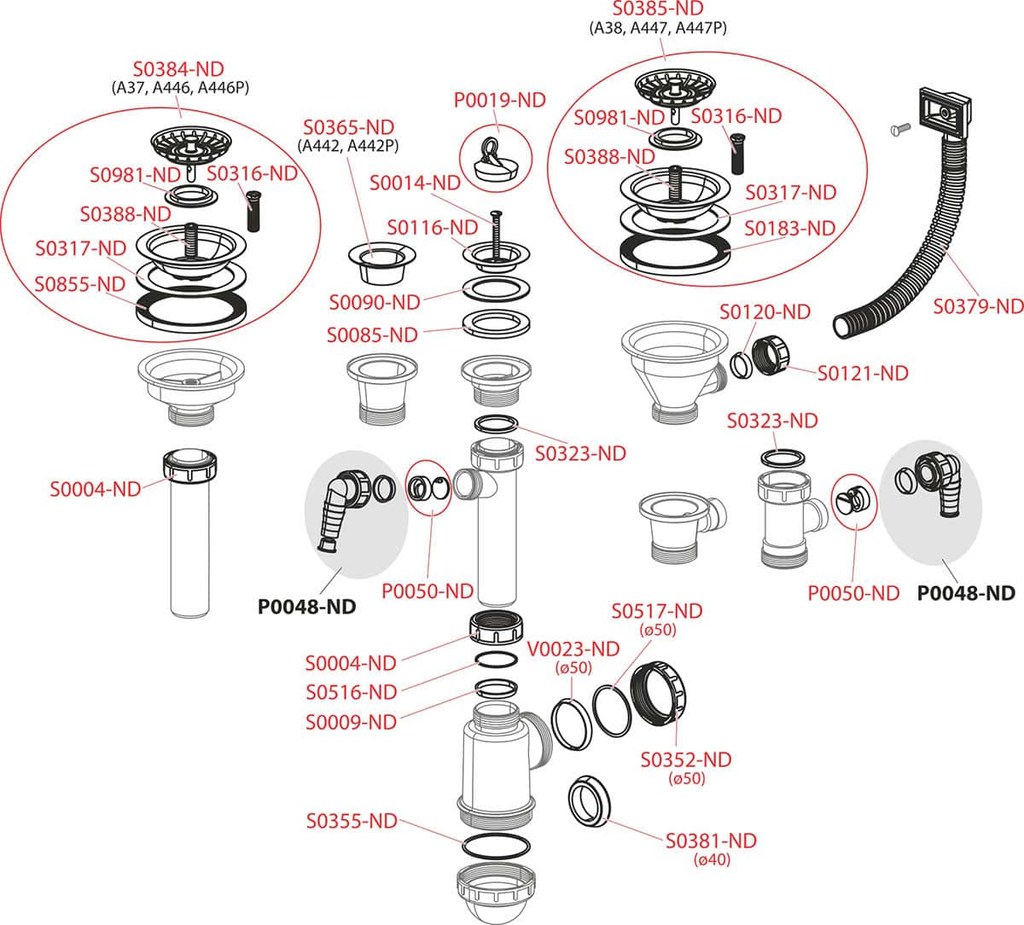 S0385-ND
(A38, A447, A447P)
S0384-ND
(A37, A446, A446P)
P0019-ND
S0365-ND
(A442, A442P)
S0981-ND
S0316-ND
S0388-ND
S0317-ND
S0855-ND
S0014-ND
S0116-ND
S0090-ND
S0085-ND
S0981-ND
S0316-ND
S0388-ND
S0317-ND
S0183-ND
S0379-ND
S0120-ND
S0121-ND
S0323-ND
S0323-ND
S0004-ND
P0048-ND
P0050-ND
P0050-ND
P0048-ND
S0004-ND
S0516-ND
S0009-ND
V0023-ND
(ø50)
S0517-ND
(ø50)
S0352-ND
(ø50)
S0355-ND
S0381-ND
(ø40)